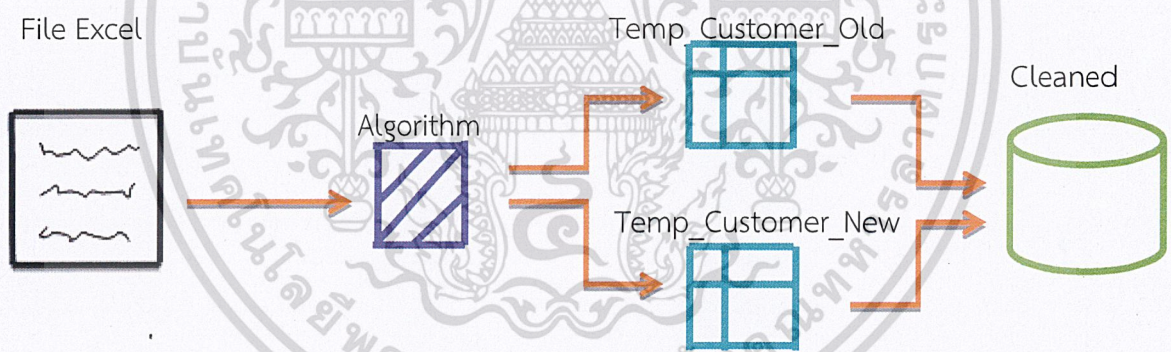 File Excel
Algorithm
Temp_Customer_Old
Temp_Customer_New
Cleaned